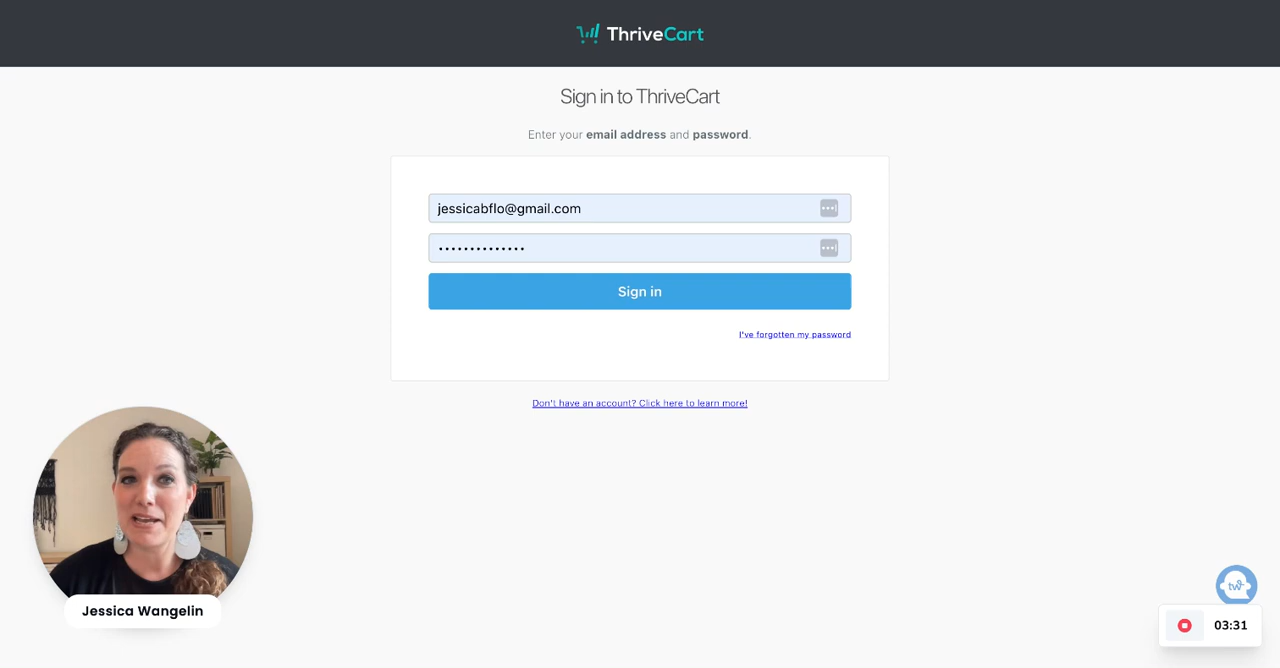 ThriveCart
Sign in to ThriveCart
Enter your email address and password.
jessicabflo@gmail.com
••••••••••••••
Sign in
I've forgotten my password
Don't have an account? Click here to learn more!
Jessica Wangelin
tw
03:31